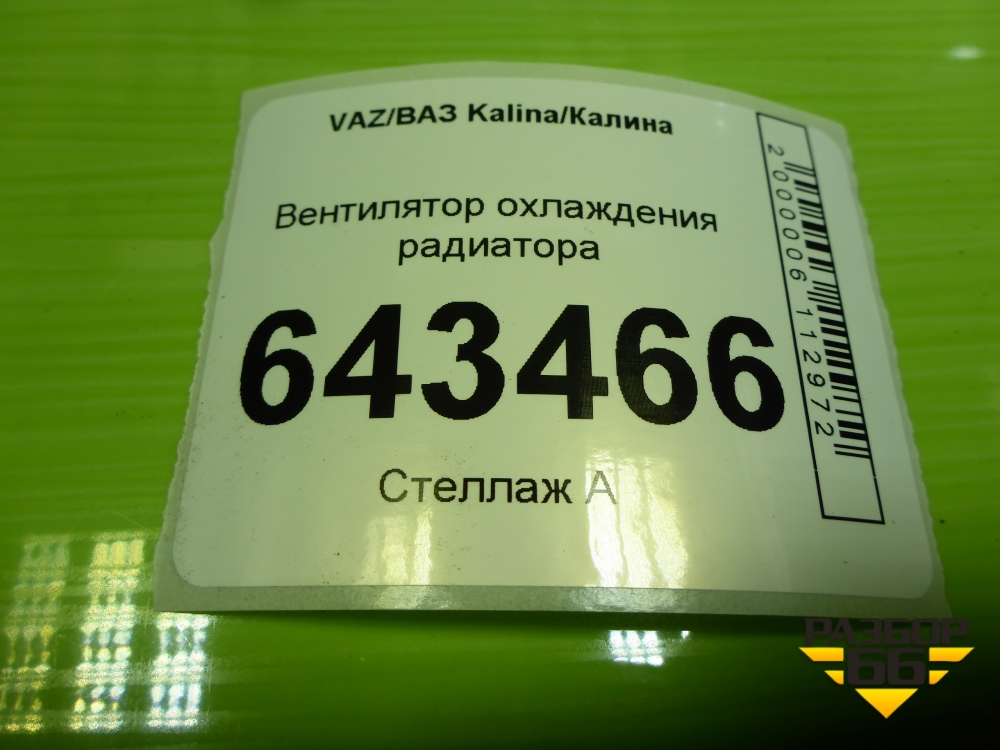 VAZ/ВАЗ Kalina/Калина
Вентилятор охлаждения
радиатора
643466
Стеллаж А
2000006112972
РАЗБОР
66